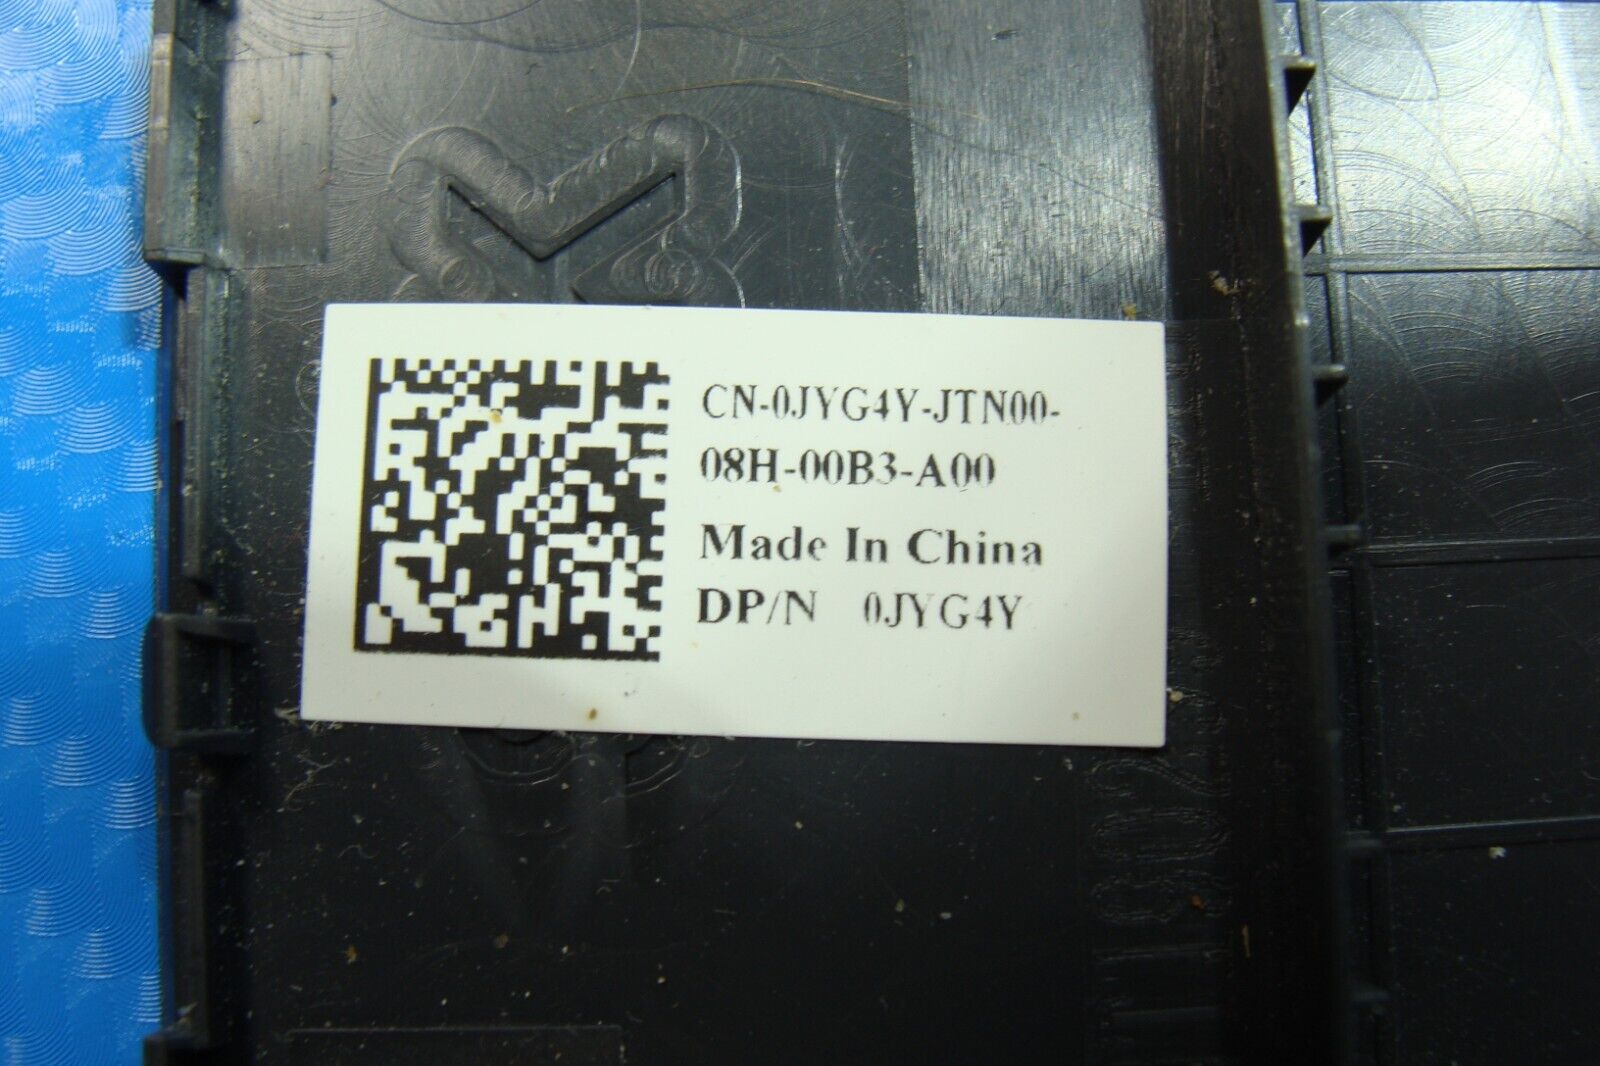 CN-0JYG4Y-JTN00-
08H-00B3-A00
Made In China
DP/N 0JYG4Y